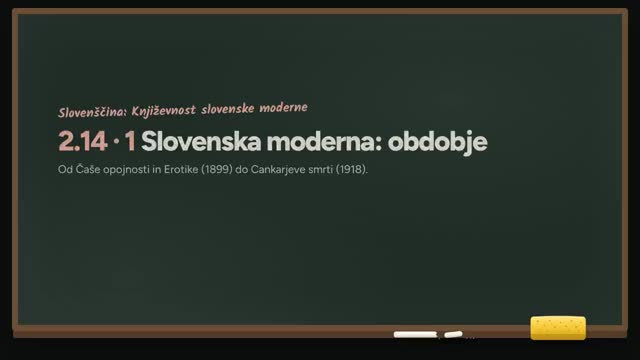 Slovenščina: Književnost slovenske moderne
2.14 · 1 Slovenska moderna: obdobje
Od Čaše opojnosti in Erotike (1899) do Cankarjeve smrti (1918).